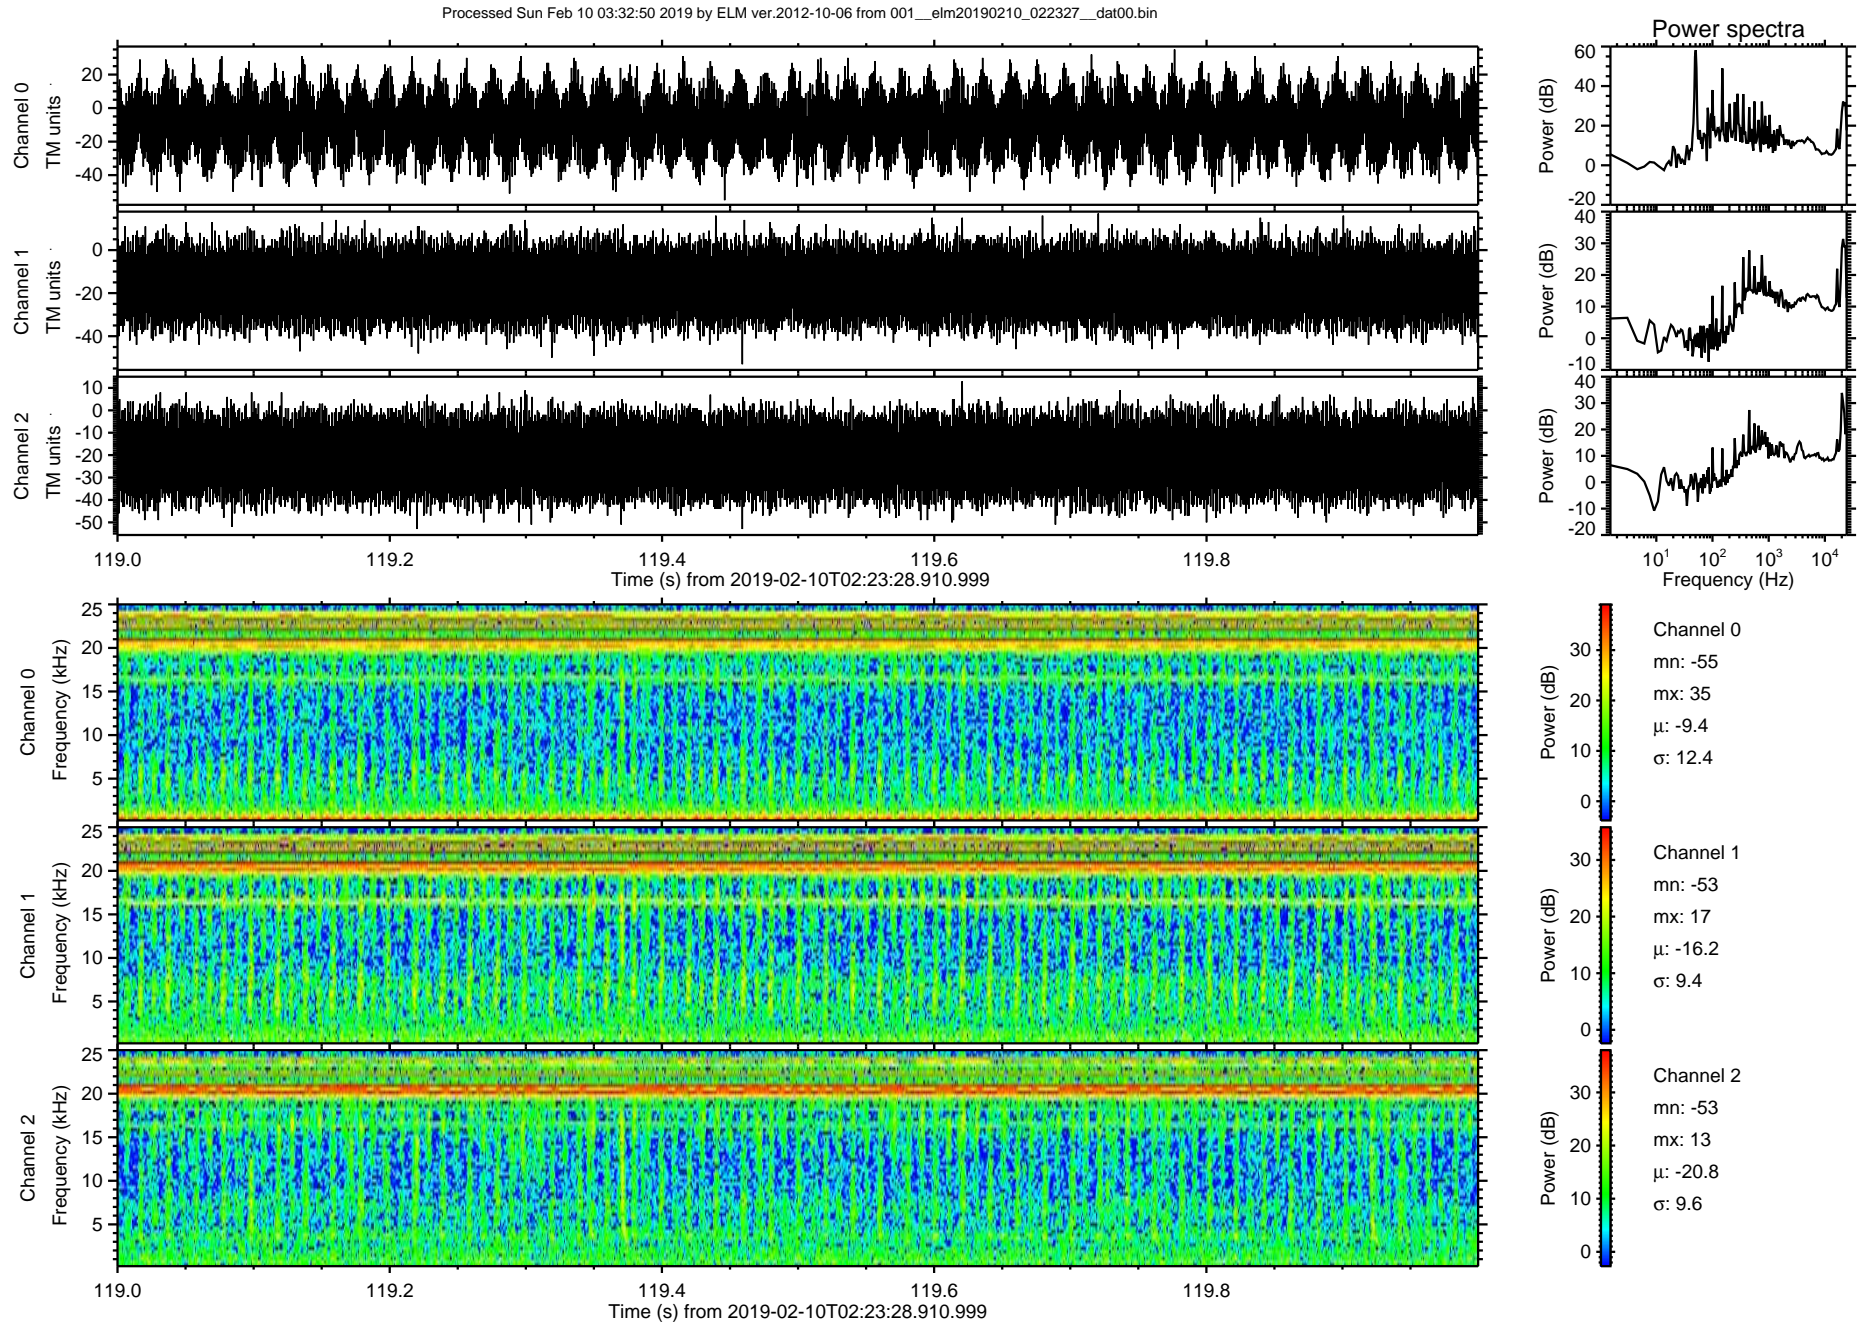 Processed Sun Feb 10 03:32:50 2019 by ELM ver.2012-10-06 from 001__elm20190210_022327__dat00.bin
Power spectra
Channel 0
TM units
20
0
-20
-40
Power (dB)
60
40
20
0
-20
Channel 1
TM units
0
-20
-40
Power (dB)
40
30
20
10
0
-10
Channel 2
TM units
10
0
-10
-20
-30
-40
-50
Power (dB)
40
30
20
10
0
-10
-20
119.0 119.2 119.4 119.6 119.8
Time (s) from 2019-02-10T02:23:28.910.999
10¹ 10² 10³ 10⁴
Frequency (Hz)
Channel 0
Frequency (kHz)
25
20
15
10
5
Power (dB)
30
20
10
0
Channel 0
mn: -55
mx: 35
μ: -9.4
σ: 12.4
Channel 1
Frequency (kHz)
25
20
15
10
5
Power (dB)
30
20
10
0
Channel 1
mn: -53
mx: 17
μ: -16.2
σ: 9.4
Channel 2
Frequency (kHz)
25
20
15
10
5
Power (dB)
30
20
10
0
Channel 2
mn: -53
mx: 13
μ: -20.8
σ: 9.6
119.0 119.2 119.4 119.6 119.8
Time (s) from 2019-02-10T02:23:28.910.999